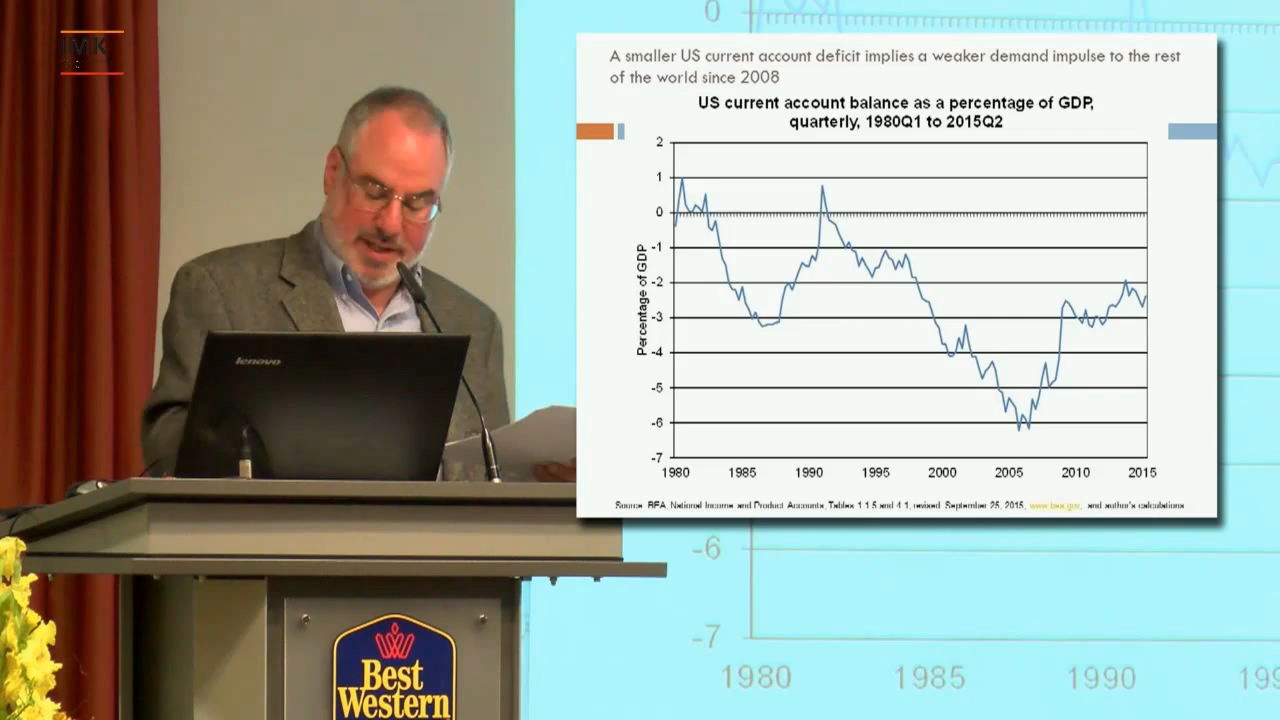 IMK
A smaller US current account deficit implies a weaker demand impulse to the rest
of the world since 2008
US current account balance as a percentage of GDP,
quarterly, 1980Q1 to 2015Q2
Percentage of GDP
2
1
0
-1
-2
-3
-4
-5
-6
-7
1980 1985 1990 1995 2000 2005 2010 2015
Source: BEA, National Income and Product Accounts, Tables 1.1.5 and 4.1, revised September 25, 2015, www.bea.gov, and author's calculations
lenovo
Best
Western
0
-6
-7
1980 1985 1990